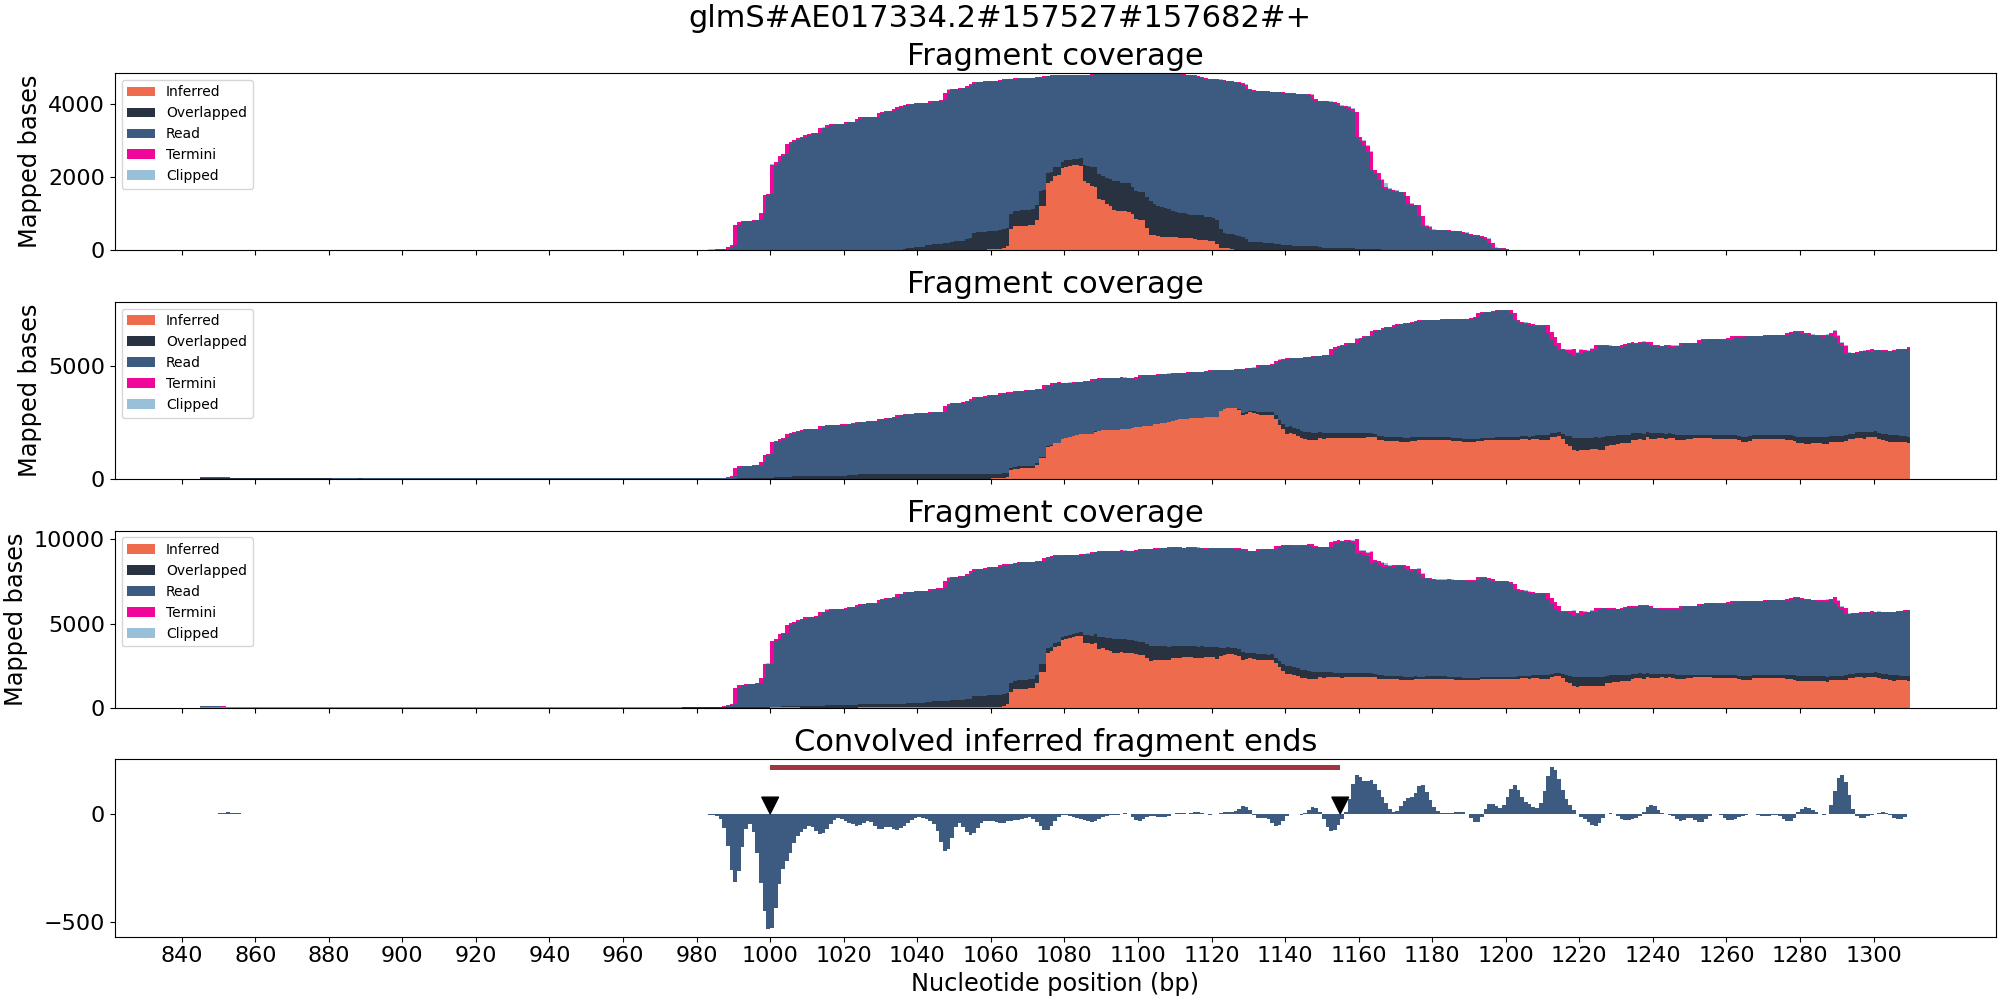 glmS#AE017334.2#157527#157682#+
Fragment coverage
Mapped bases
4000
2000
0
Inferred
Overlapped
Read
Termini
Clipped
Fragment coverage
Mapped bases
5000
0
Inferred
Overlapped
Read
Termini
Clipped
Fragment coverage
Mapped bases
10000
5000
0
Inferred
Overlapped
Read
Termini
Clipped
Convolved inferred fragment ends
0
−500
840 860 880 900 920 940 960 980 1000 1020 1040 1060 1080 1100 1120 1140 1160 1180 1200 1220 1240 1260 1280 1300
Nucleotide position (bp)